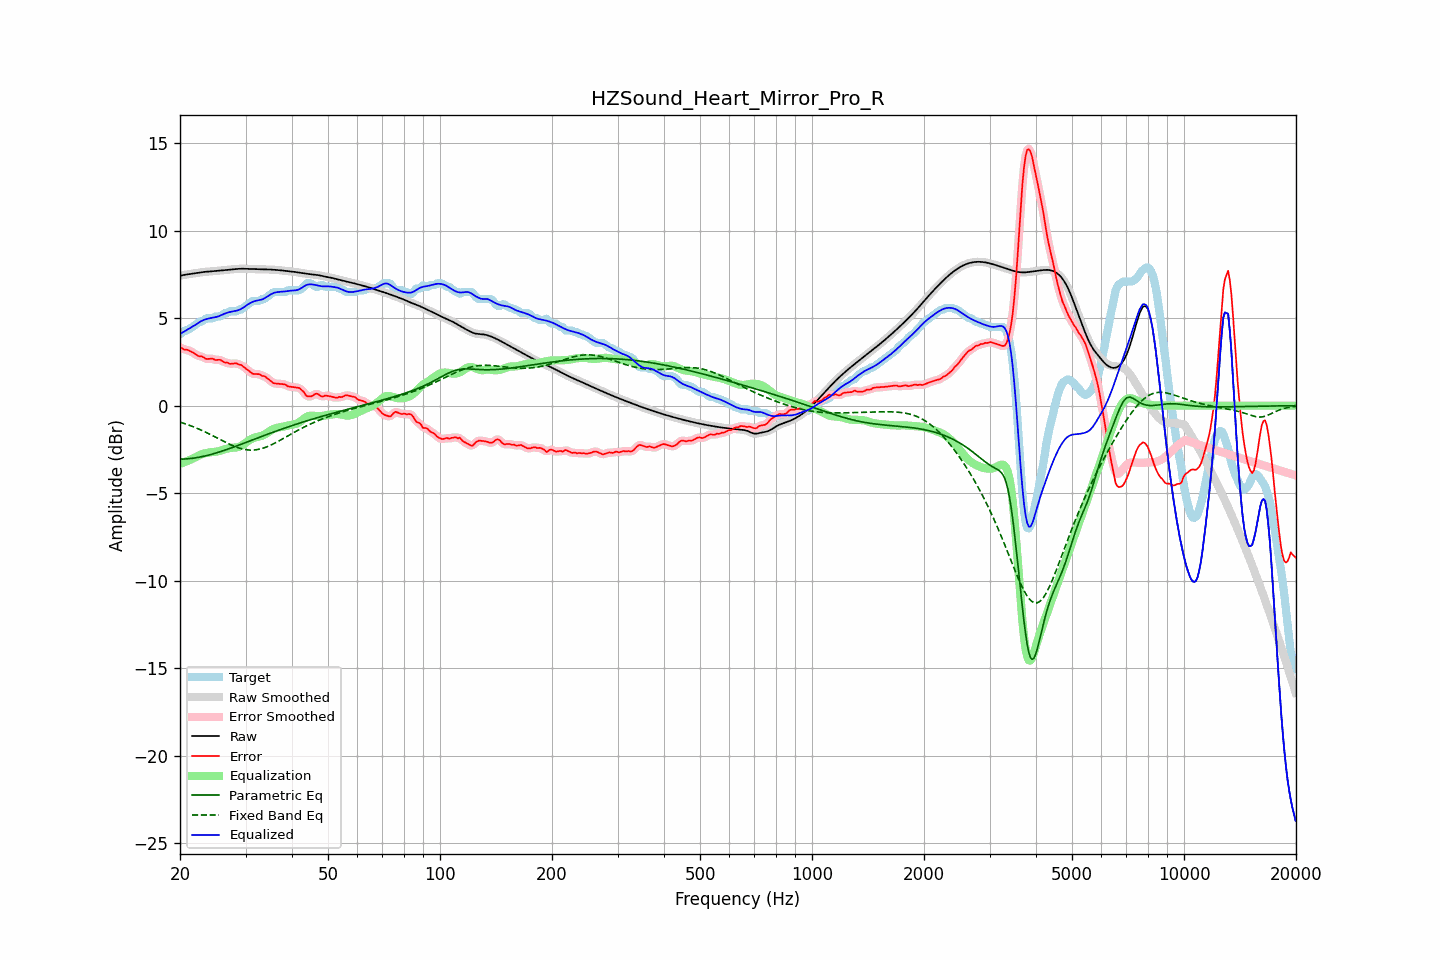 HZSound_Heart_Mirror_Pro_R
Amplitude (dBr)
15
10
5
0
−5
−10
−15
−20
−25
Target
Raw Smoothed
Error Smoothed
Raw
Error
Equalization
Parametric Eq
Fixed Band Eq
Equalized
20
50
100
200
500
1000
2000
5000
10000
20000
Frequency (Hz)